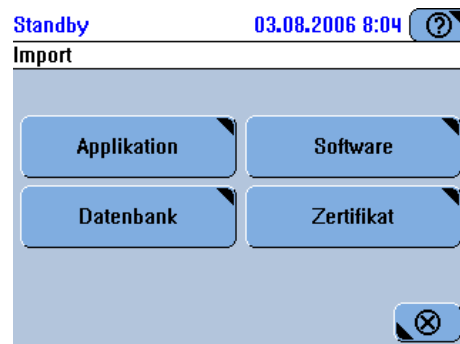 Standby 03.08.2006 8:04 ?
Import
Applikation Software
Datenbank Zertifikat